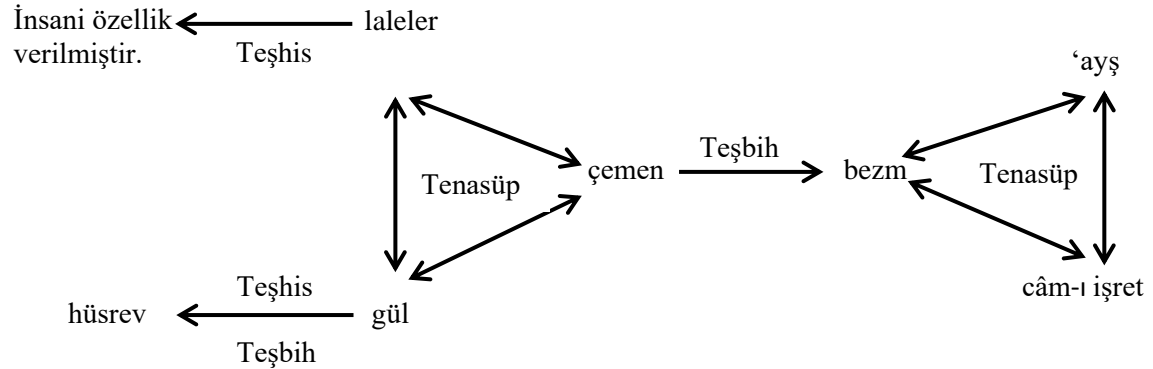 İnsani özellik
verilmiştir.
Teşhis
laleler
‘ayş
Teşbih
Tenasüp
çemen
bezm
Tenasüp
câm-ı işret
Teşhis
hüsrev
gül
Teşbih